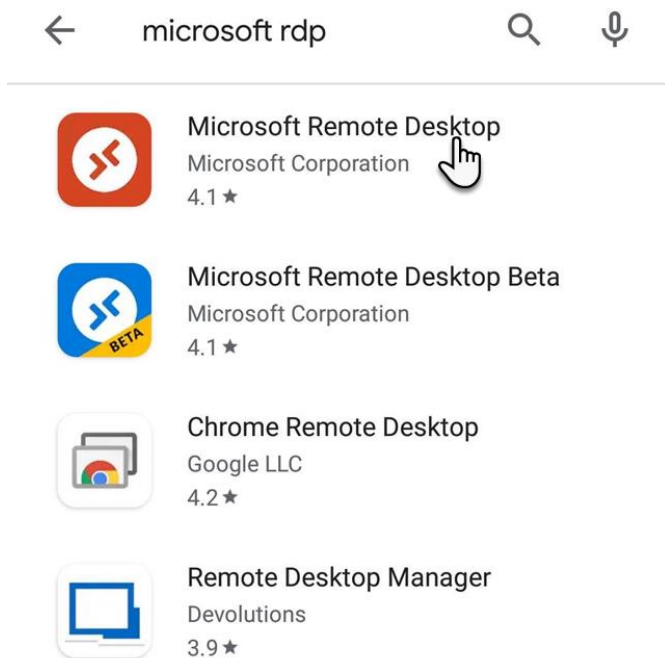 microsoft rdp
Microsoft Remote Desktop
Microsoft Corporation
4.1★
Microsoft Remote Desktop Beta
Microsoft Corporation
4.1★
BETA
Chrome Remote Desktop
Google LLC
4.2★
Remote Desktop Manager
Devolutions
3.9★